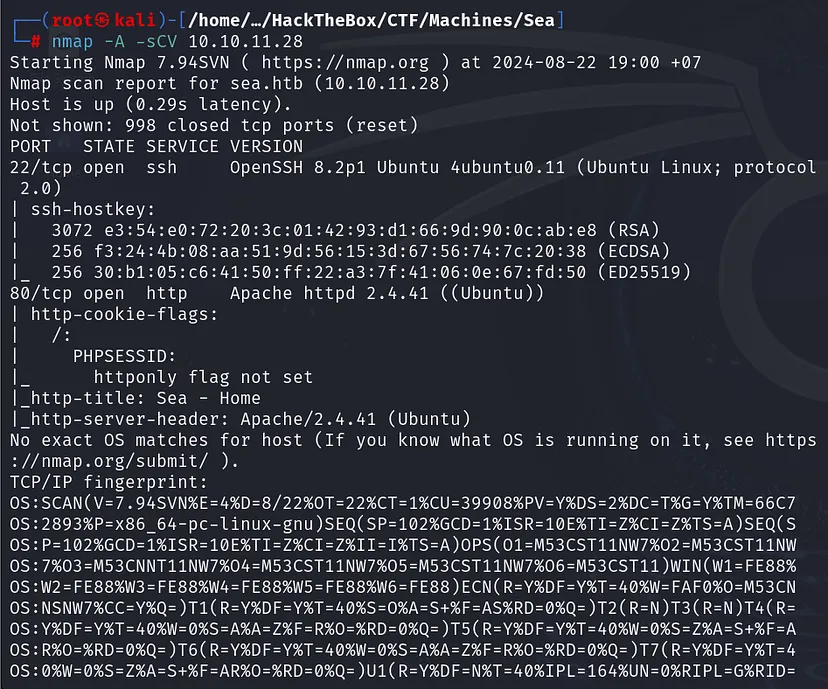 ┌──(root㉿kali)-[/home/…/HackTheBox/CTF/Machines/Sea]
└─# nmap -A -sCV 10.10.11.28
Starting Nmap 7.94SVN ( https://nmap.org ) at 2024-08-22 19:00 +07
Nmap scan report for sea.htb (10.10.11.28)
Host is up (0.29s latency).
Not shown: 998 closed tcp ports (reset)
PORT   STATE SERVICE VERSION
22/tcp open  ssh     OpenSSH 8.2p1 Ubuntu 4ubuntu0.11 (Ubuntu Linux; protocol
 2.0)
| ssh-hostkey:
|   3072 e3:54:e0:72:20:3c:01:42:93:d1:66:9d:90:0c:ab:e8 (RSA)
|   256 f3:24:4b:08:aa:51:9d:56:15:3d:67:56:74:7c:20:38 (ECDSA)
|_  256 30:b1:05:c6:41:50:ff:22:a3:7f:41:06:0e:67:fd:50 (ED25519)
80/tcp open  http    Apache httpd 2.4.41 ((Ubuntu))
| http-cookie-flags:
|   /:
|     PHPSESSID:
|_      httponly flag not set
|_http-title: Sea - Home
|_http-server-header: Apache/2.4.41 (Ubuntu)
No exact OS matches for host (If you know what OS is running on it, see https
://nmap.org/submit/ ).
TCP/IP fingerprint:
OS:SCAN(V=7.94SVN%E=4%D=8/22%OT=22%CT=1%CU=39908%PV=Y%DS=2%DC=T%G=Y%TM=66C7
OS:2893%P=x86_64-pc-linux-gnu)SEQ(SP=102%GCD=1%ISR=10E%TI=Z%CI=Z%TS=A)SEQ(S
OS:P=102%GCD=1%ISR=10E%TI=Z%CI=Z%II=I%TS=A)OPS(O1=M53CST11NW7%O2=M53CST11NW
OS:7%O3=M53CNNT11NW7%O4=M53CST11NW7%O5=M53CST11NW7%O6=M53CST11)WIN(W1=FE88%
OS:W2=FE88%W3=FE88%W4=FE88%W5=FE88%W6=FE88)ECN(R=Y%DF=Y%T=40%W=FAF0%O=M53CN
OS:NSNW7%CC=Y%Q=)T1(R=Y%DF=Y%T=40%S=O%A=S+%F=AS%RD=0%Q=)T2(R=N)T3(R=N)T4(R=
OS:Y%DF=Y%T=40%W=0%S=A%A=Z%F=R%O=%RD=0%Q=)T5(R=Y%DF=Y%T=40%W=0%S=Z%A=S+%F=A
OS:R%O=%RD=0%Q=)T6(R=Y%DF=Y%T=40%W=0%S=A%A=Z%F=R%O=%RD=0%Q=)T7(R=Y%DF=Y%T=4
OS:0%W=0%S=Z%A=S+%F=AR%O=%RD=0%Q=)U1(R=Y%DF=N%T=40%IPL=164%UN=0%RIPL=G%RID=